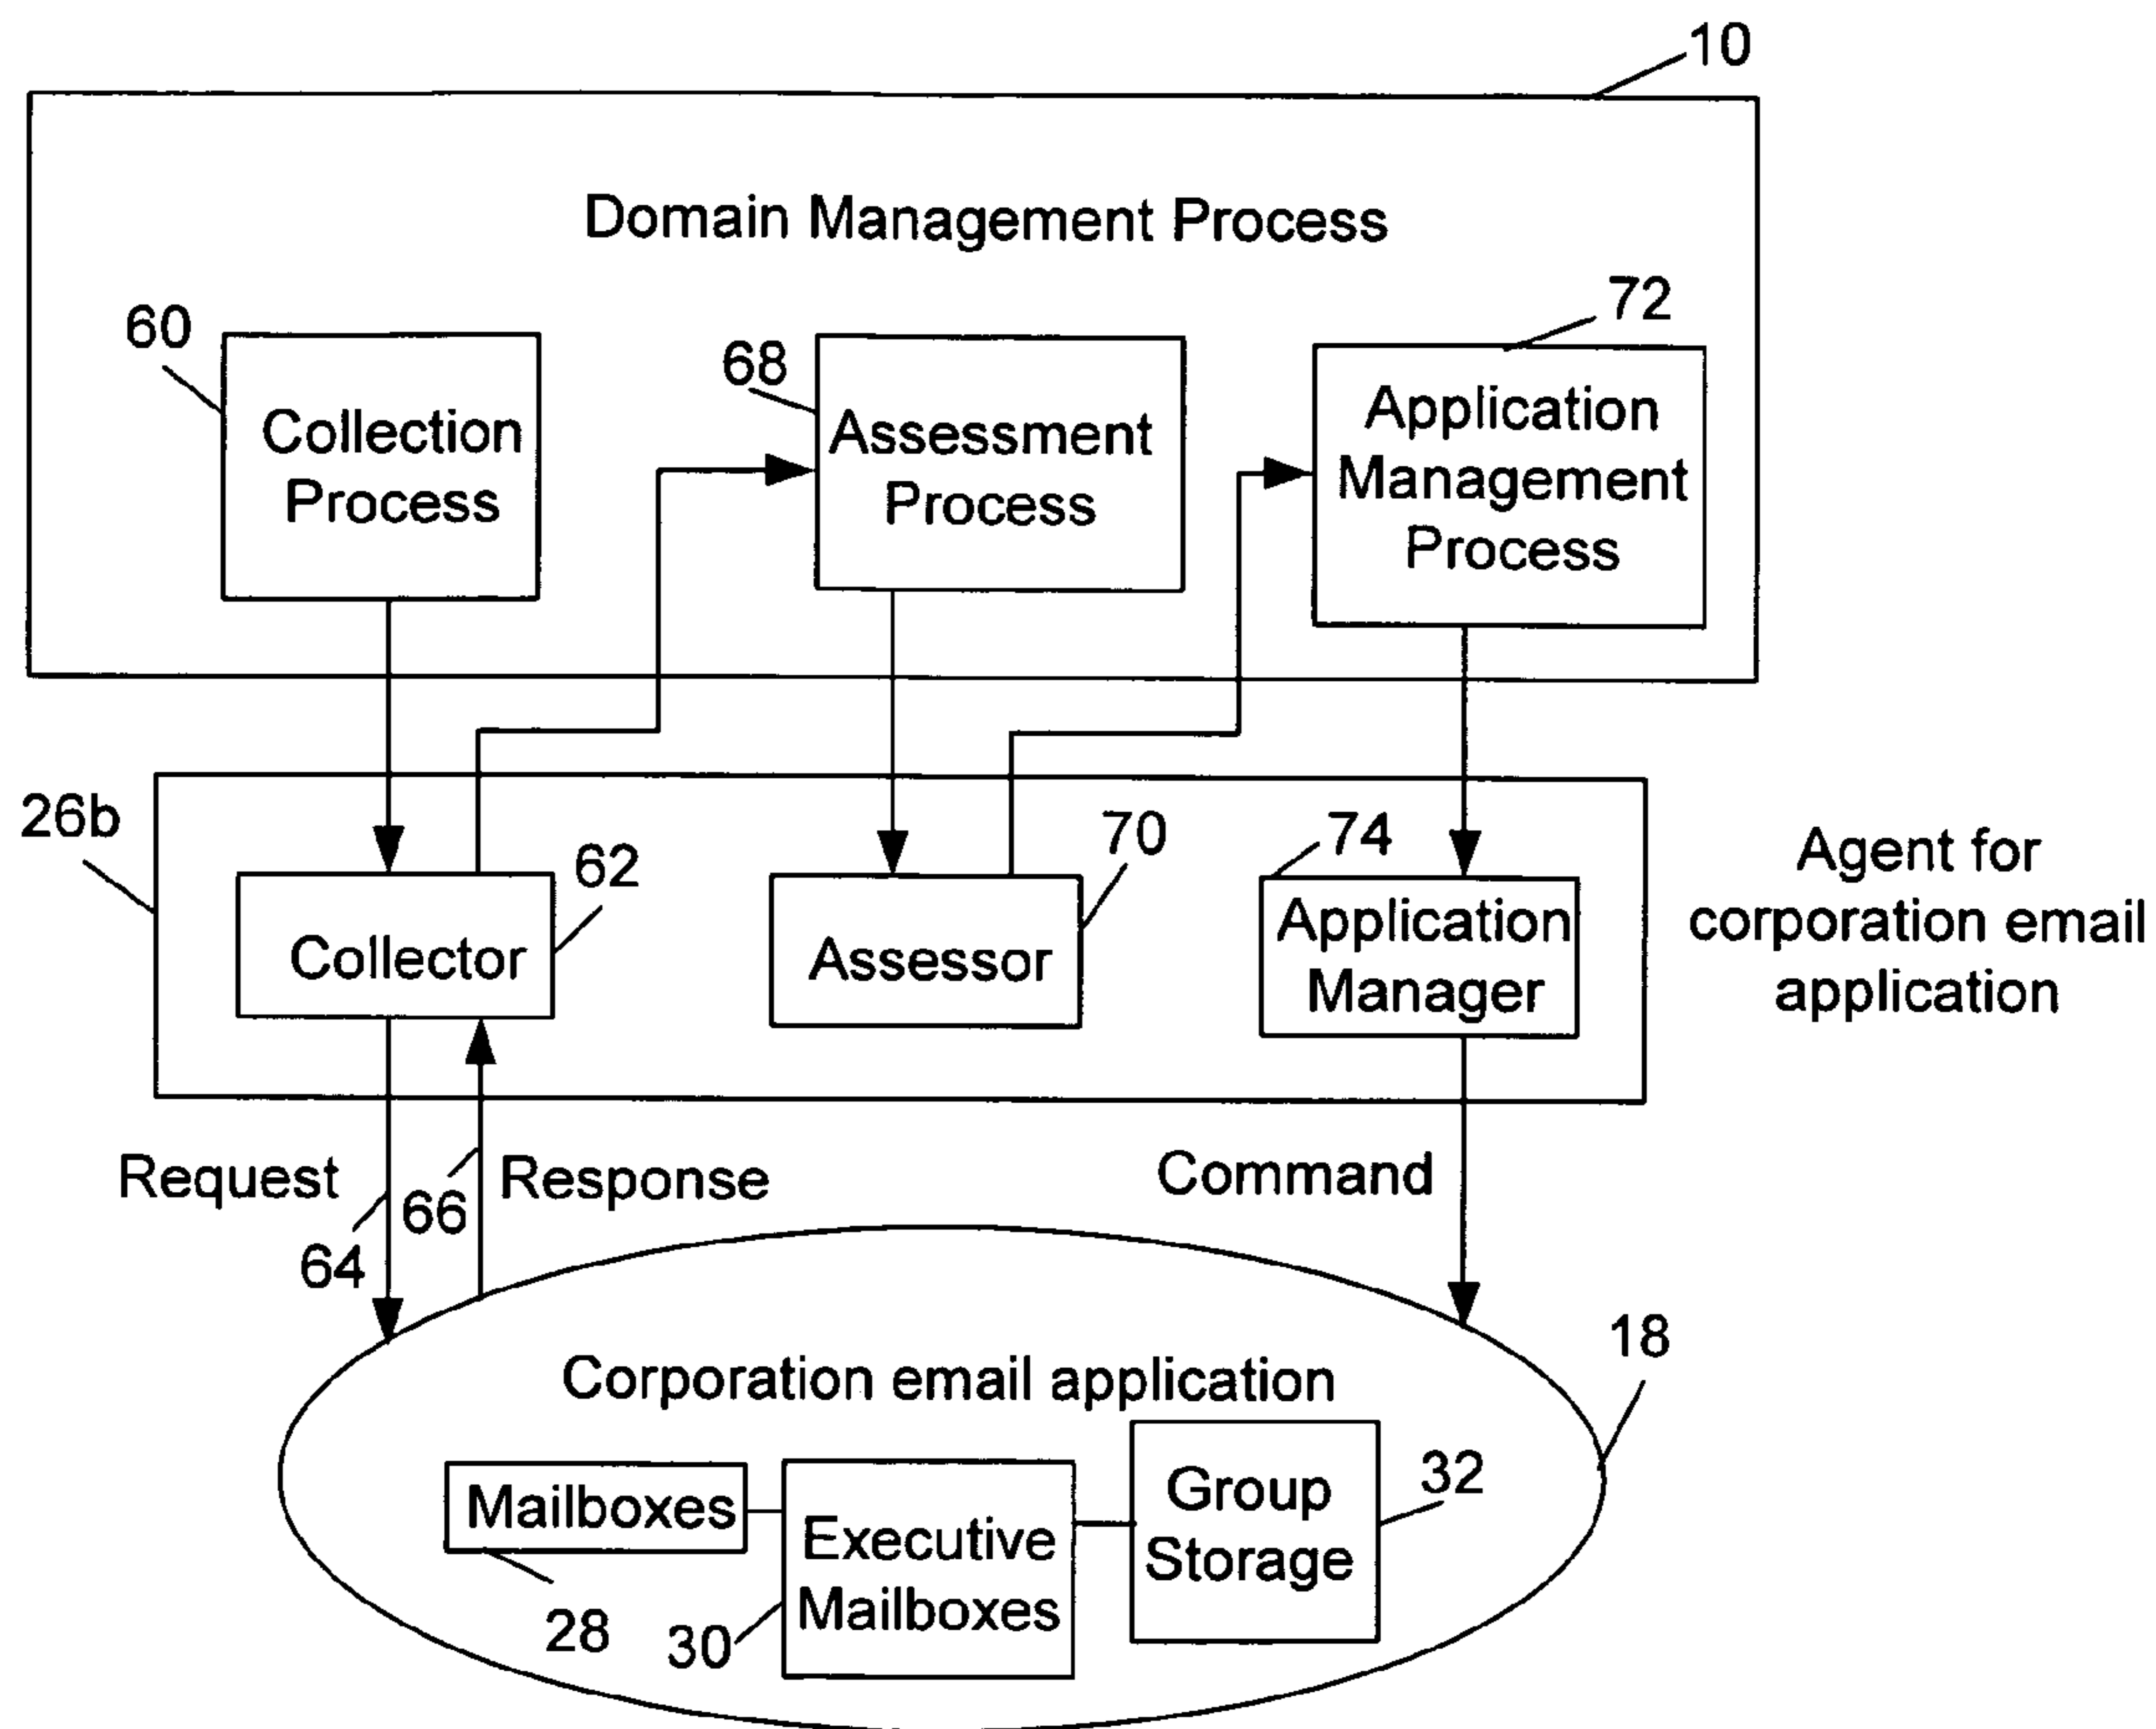 10
Domain Management Process
60
Collection
Process
68
Assessment
Process
72
Application
Management
Process
26b
Collector
62
Assessor
70
74
Application
Manager
Agent for
corporation email
application
Request
64
66
Response
Command
18
Corporation email application
Mailboxes
28
Executive
Mailboxes
30
Group
Storage
32